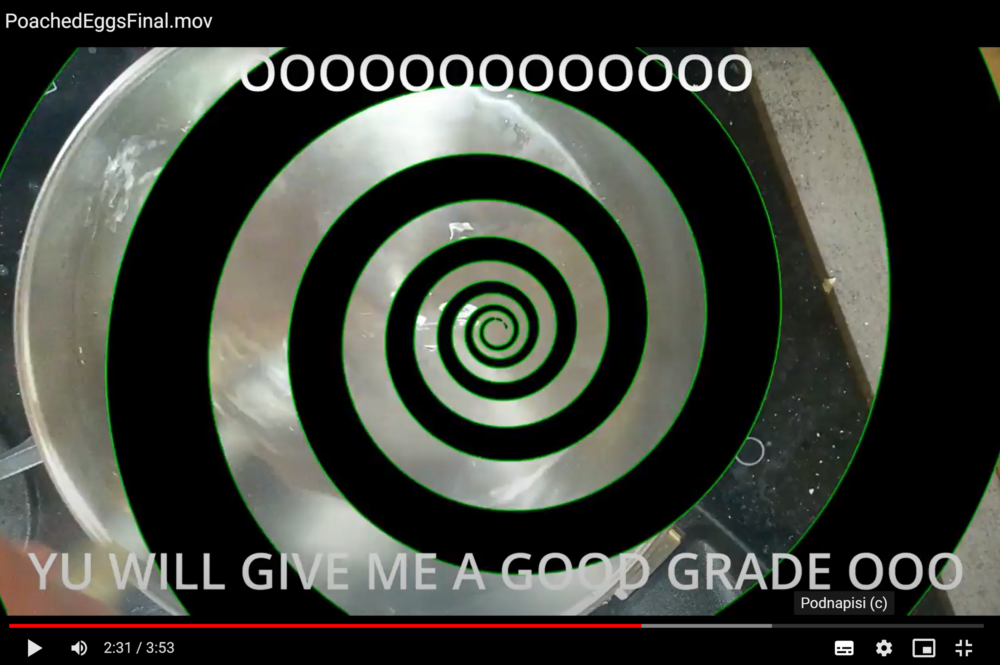 PoachedEggsFinal.mov
OOOOOOOOOOOOO
YU WILL GIVE ME A GOOD GRADE OOO
Podnapisi (c)
2:31 / 3:53